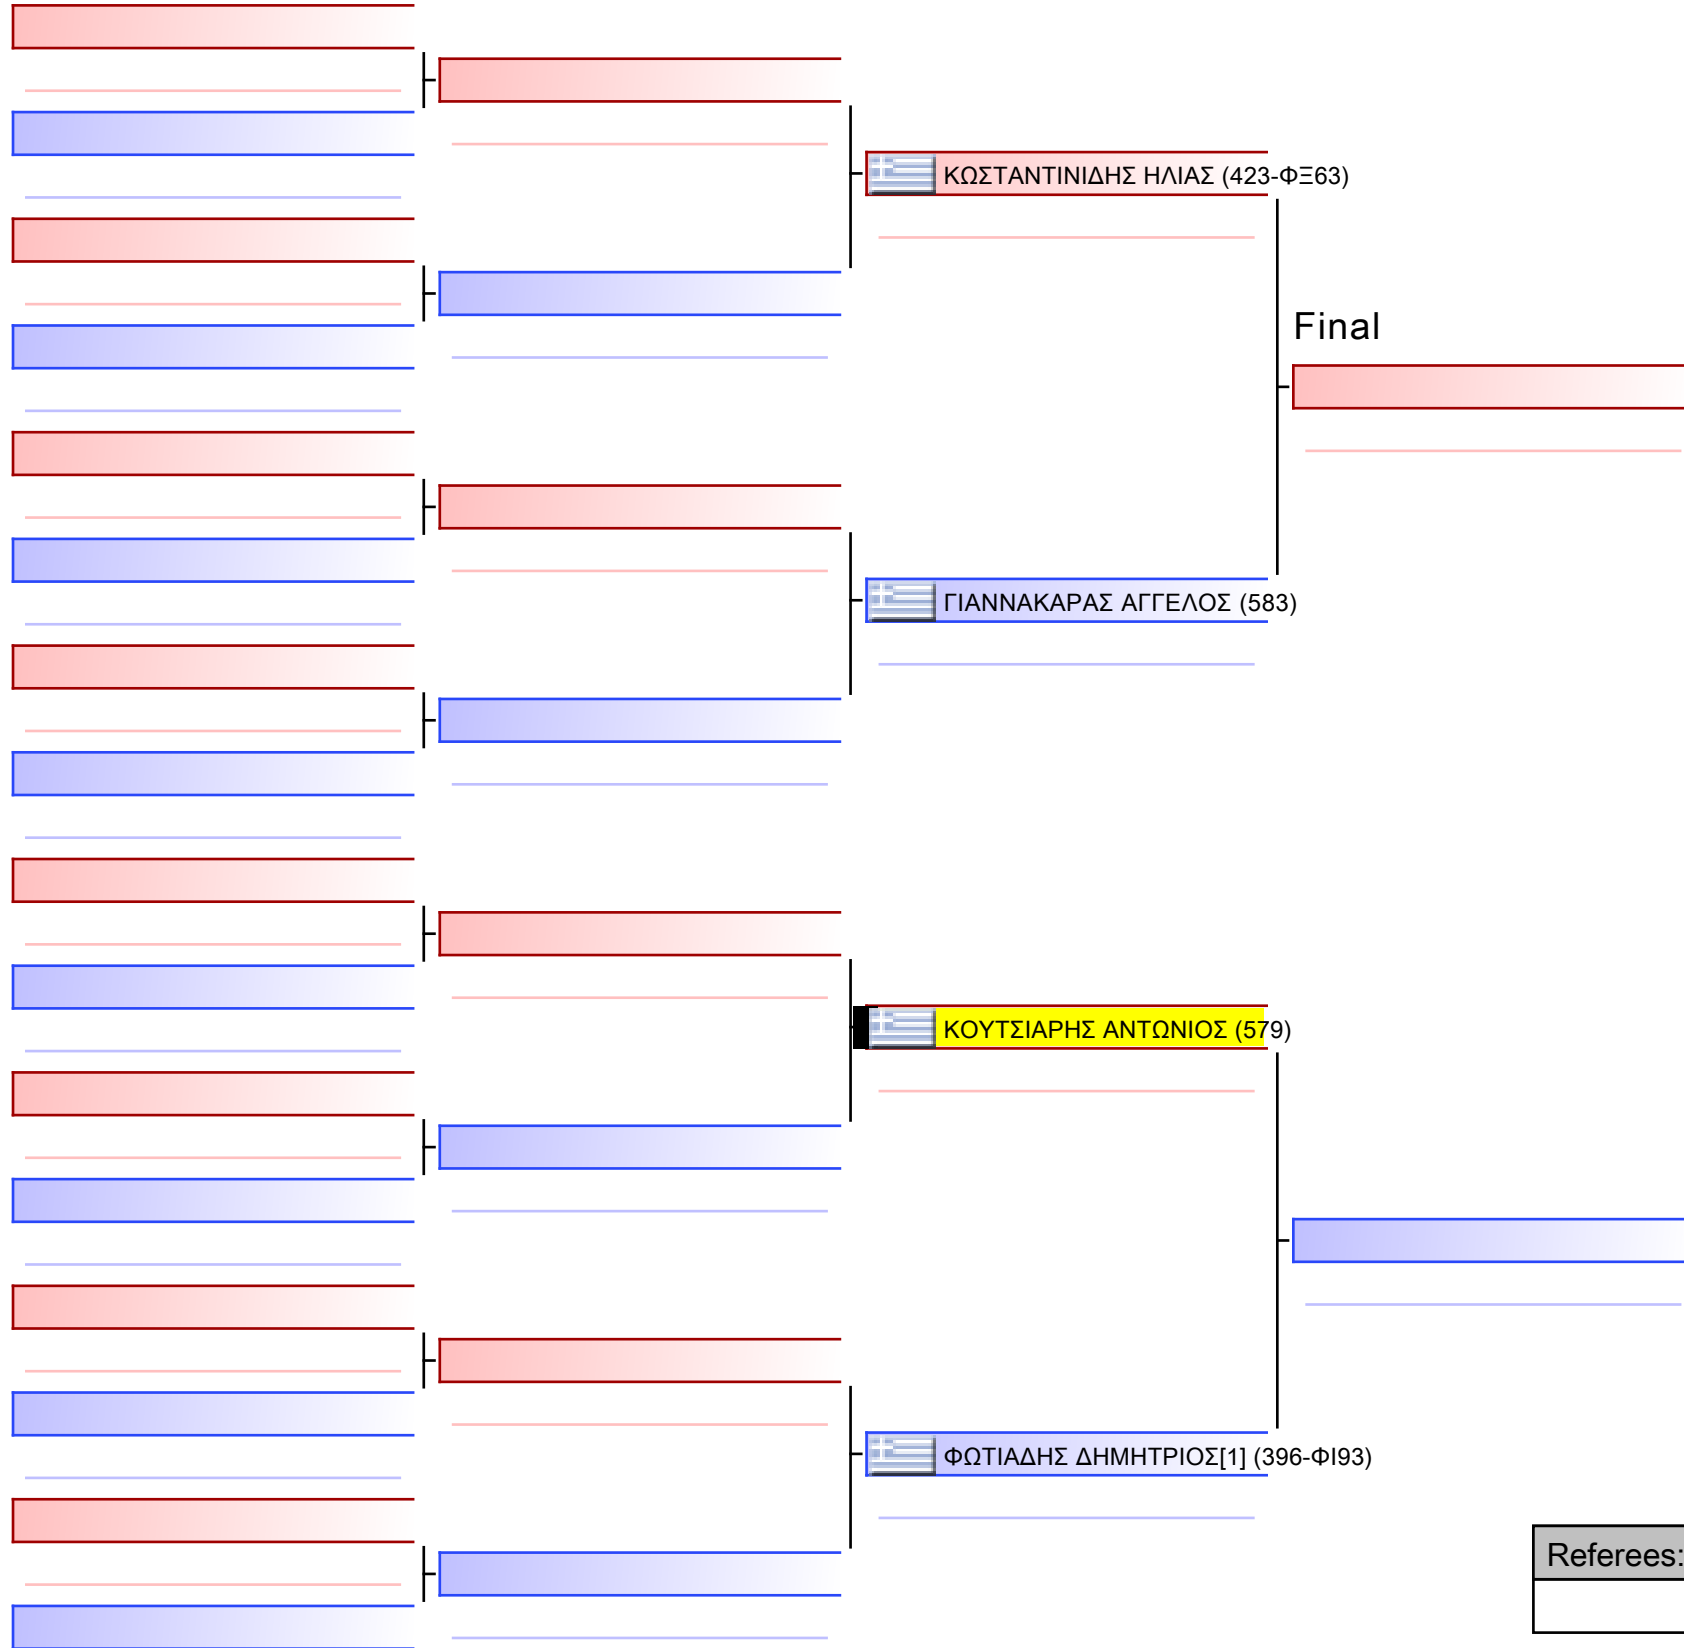 ΚΩΣΤΑΝΤΙΝΙΔΗΣ ΗΛΙΑΣ (423-ΦΞ63)
Final
ΓΙΑΝΝΑΚΑΡΑΣ ΑΓΓΕΛΟΣ (583)
ΚΟΥΤΣΙΑΡΗΣ ΑΝΤΩΝΙΟΣ (579)
ΦΩΤΙΑΔΗΣ ΔΗΜΗΤΡΙΟΣ[1] (396-ΦΙ93)
Referees: